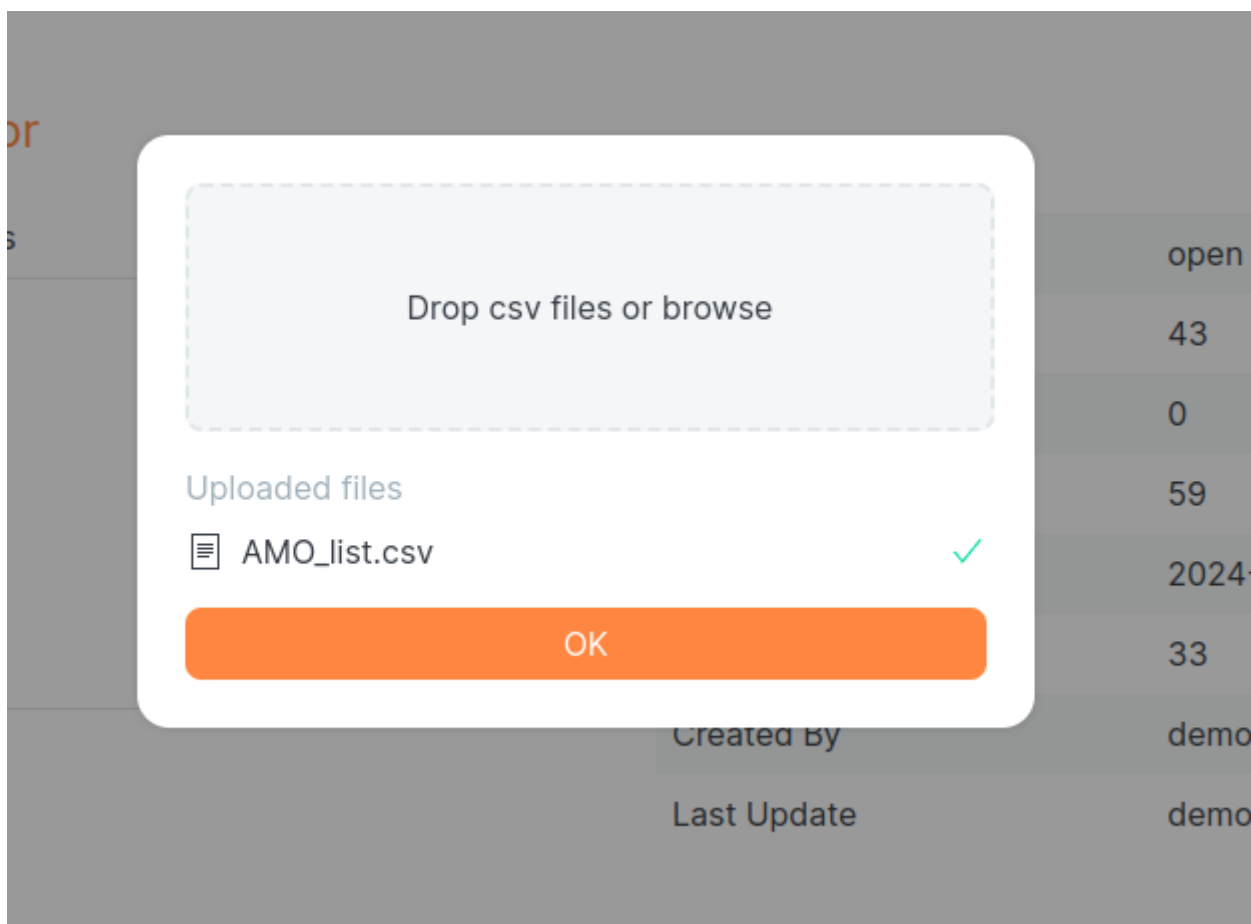 or
s
Drop csv files or browse
Uploaded files
AMO_list.csv
OK
open
43
0
59
2024-
33
Created By
demo
Last Update
demo